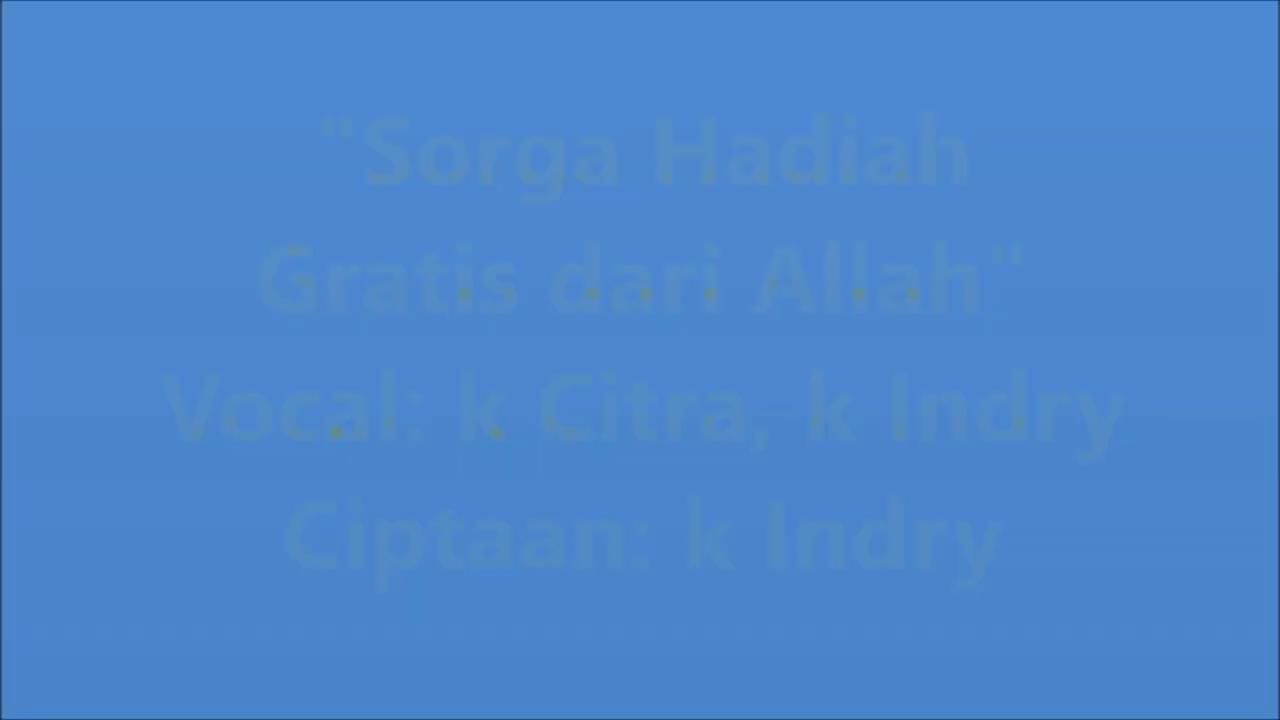 "Sorga Hadiah
Gratis dari Allah"
Vocal: k Citra, k Indry
Ciptaan: k Indry